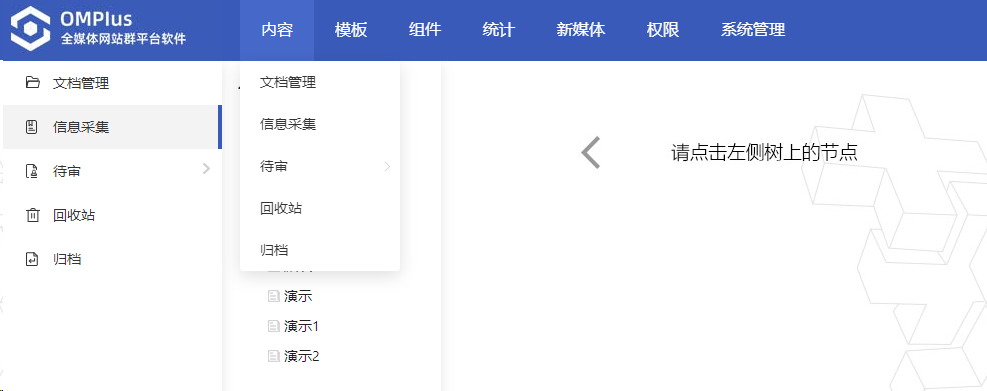 OMPlus
全媒体网站群平台软件
内容
模板
组件
统计
新媒体
权限
系统管理
文档管理
信息采集
待审
回收站
归档
文档管理
信息采集
待审
回收站
归档
演示
演示1
演示2
请点击左侧树上的节点